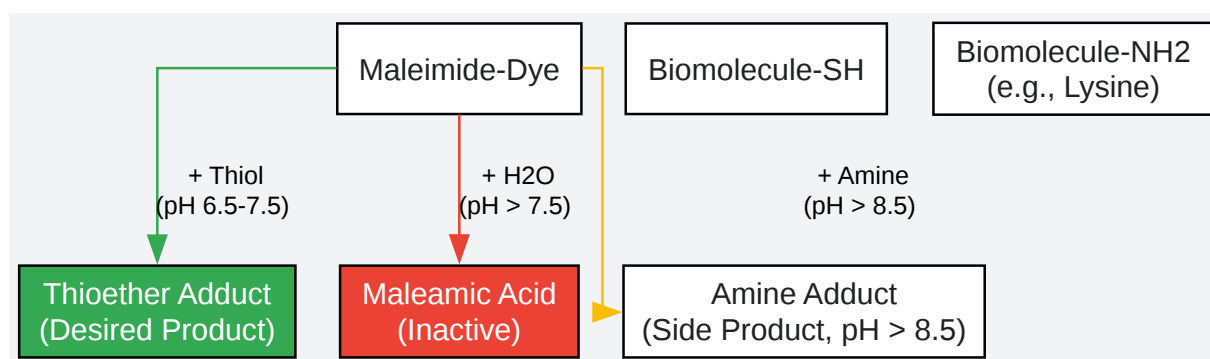 Maleimide-Dye
Biomolecule-SH
Biomolecule-NH2
(e.g., Lysine)
+ Thiol
(pH 6.5-7.5)
+ H2O
(pH > 7.5)
+ Amine
(pH > 8.5)
Thioether Adduct
(Desired Product)
Maleamic Acid
(Inactive)
Amine Adduct
(Side Product, pH > 8.5)